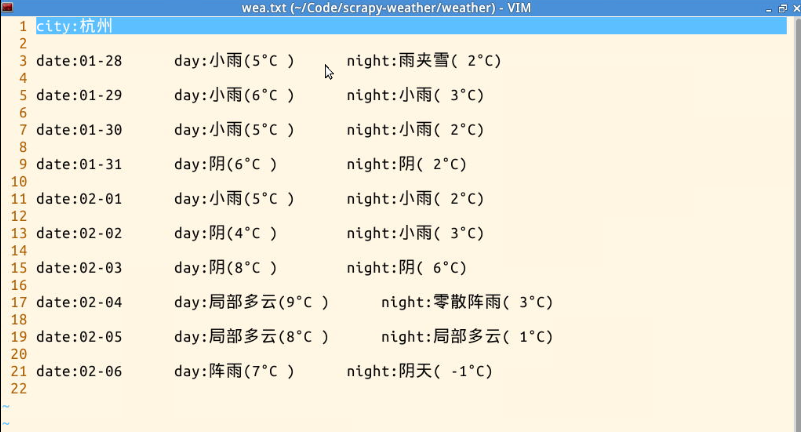 wea.txt (~/Code/scrapy-weather/weather) - VIM
1 city:杭州
2
3 date:01-28 day:小雨(5°C ) night:雨夹雪( 2°C)
4
5 date:01-29 day:小雨(6°C ) night:小雨( 3°C)
6
7 date:01-30 day:小雨(5°C ) night:小雨( 2°C)
8
9 date:01-31 day:阴(6°C ) night:阴( 2°C)
10
11 date:02-01 day:小雨(5°C ) night:小雨( 2°C)
12
13 date:02-02 day:阴(4°C ) night:小雨( 3°C)
14
15 date:02-03 day:阴(8°C ) night:阴( 6°C)
16
17 date:02-04 day:局部多云(9°C ) night:零散阵雨( 3°C)
18
19 date:02-05 day:局部多云(8°C ) night:局部多云( 1°C)
20
21 date:02-06 day:阵雨(7°C ) night:阴天( -1°C)
22
~
~